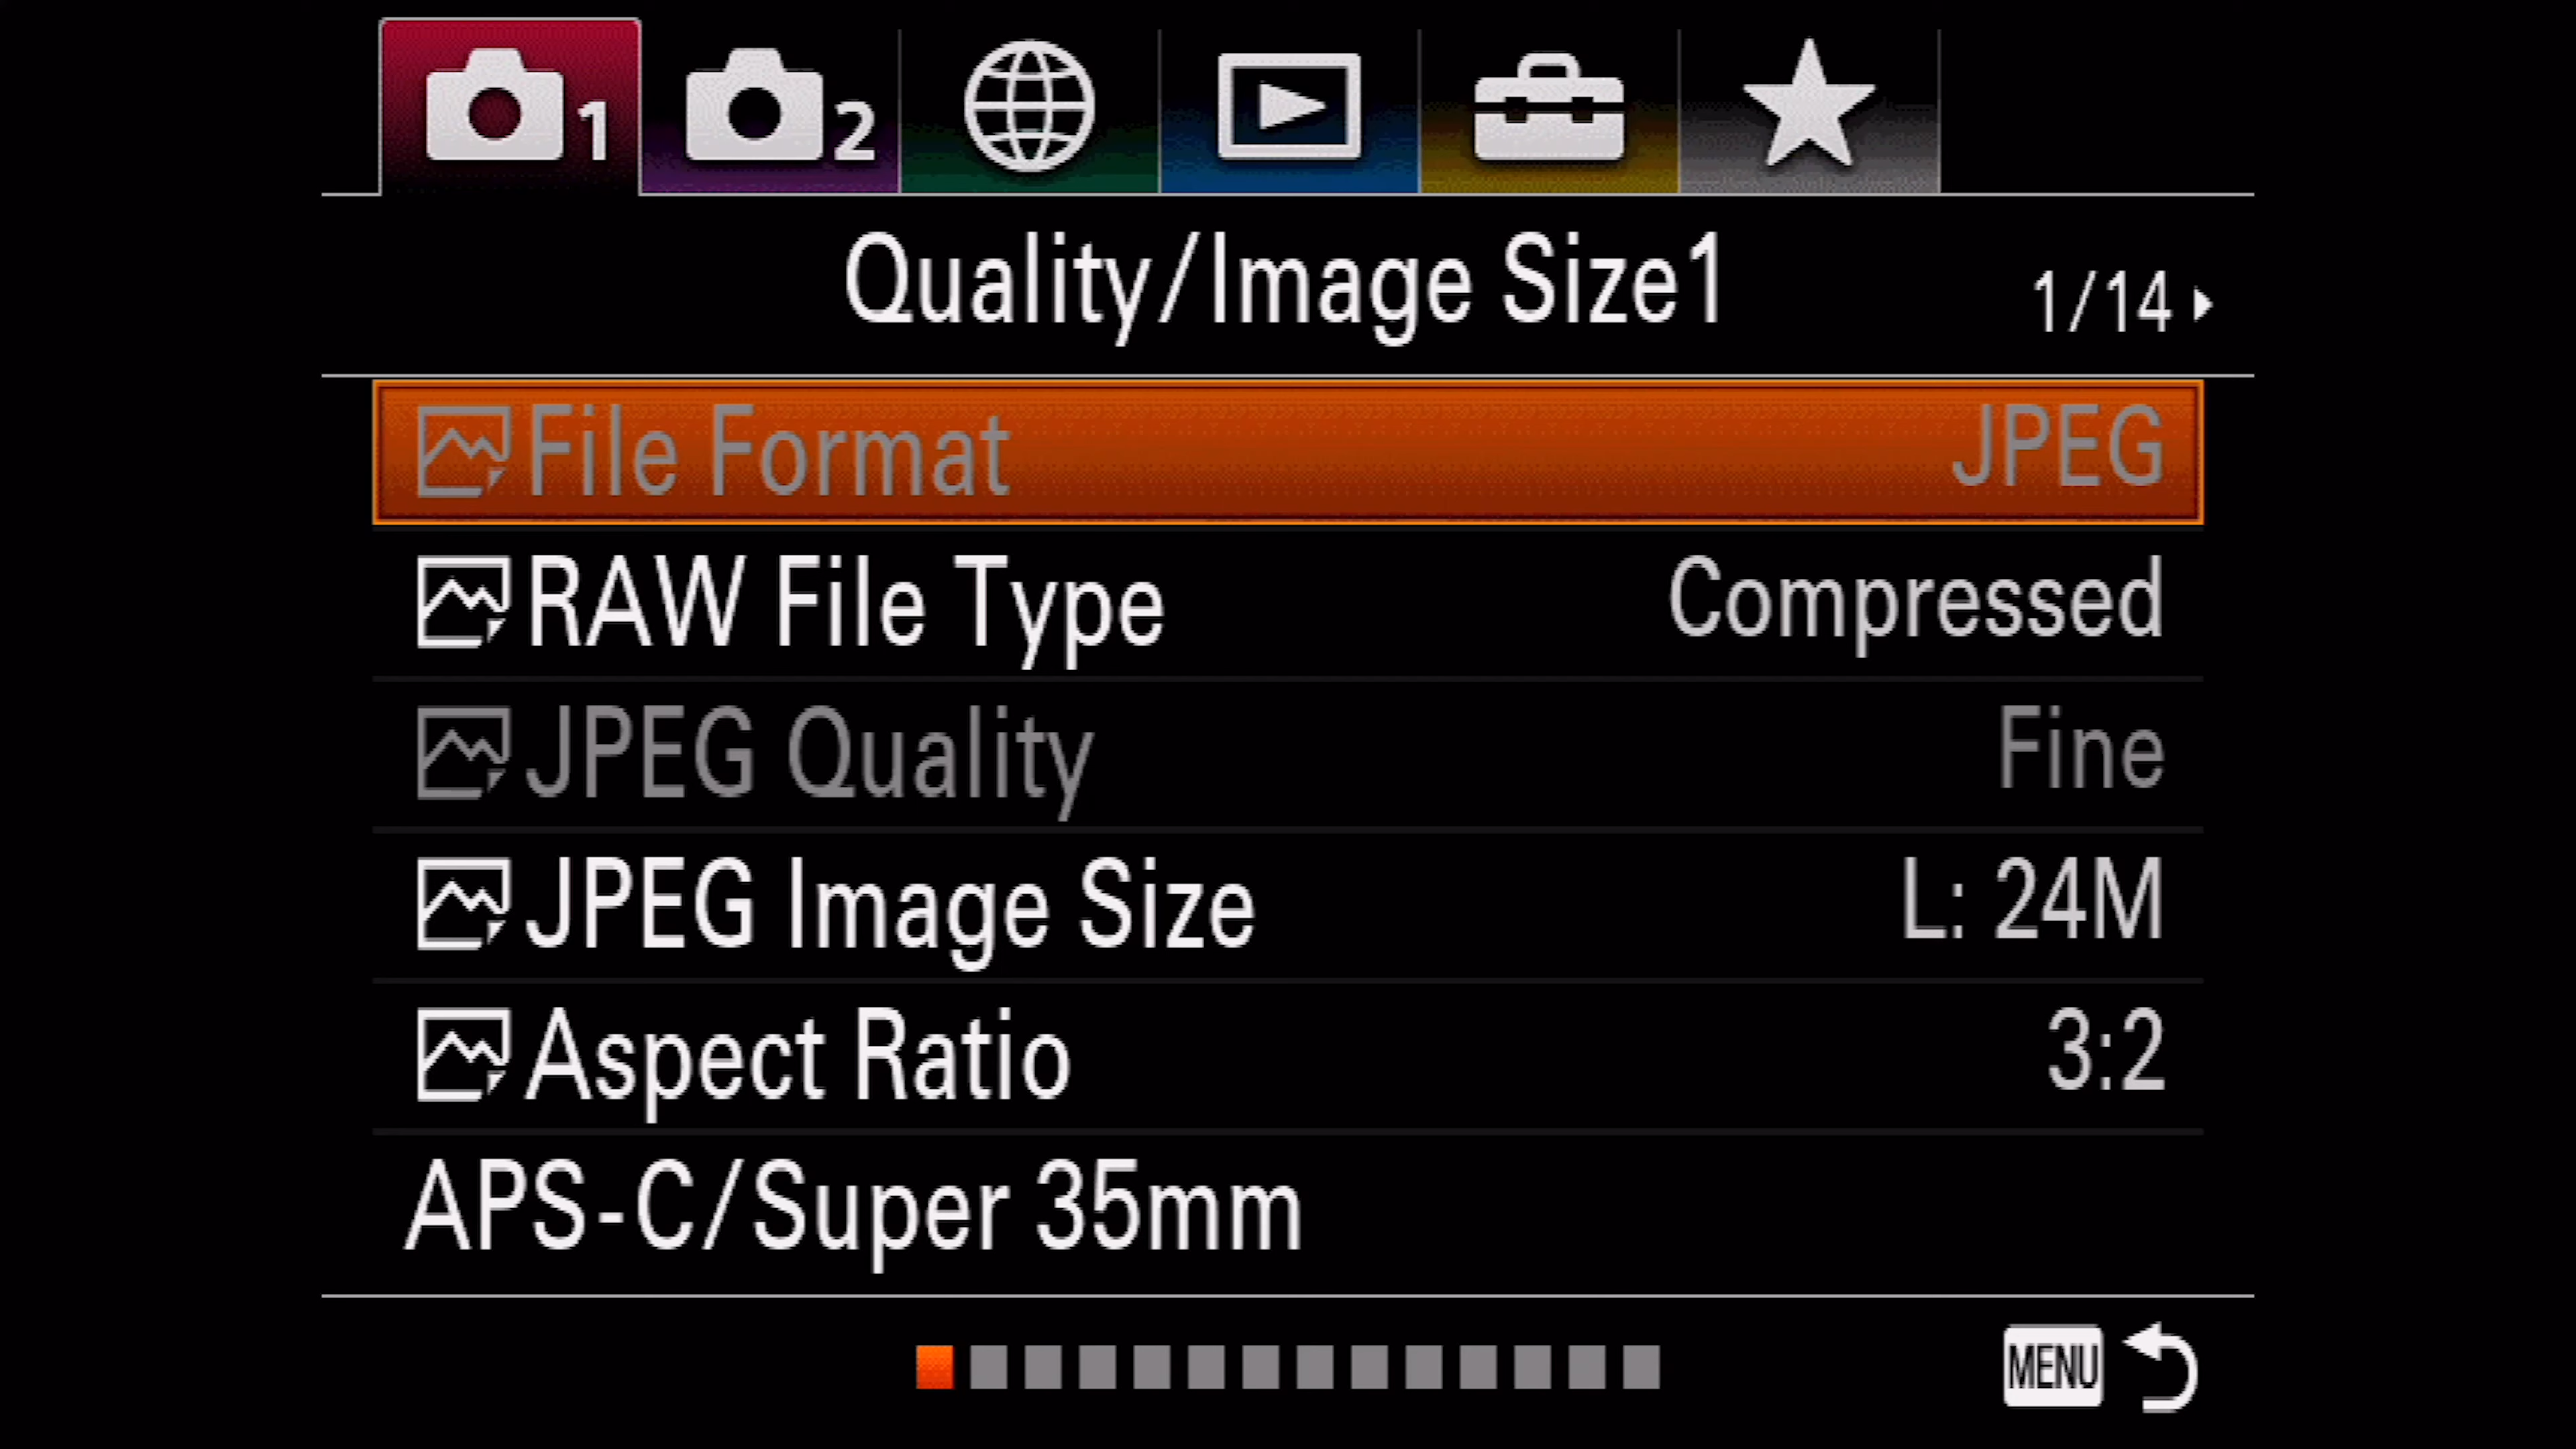 1 2
Quality/Image Size1 1/14
File Format JPEG
RAW File Type Compressed
JPEG Quality Fine
JPEG Image Size L: 24M
Aspect Ratio 3:2
APS-C/Super 35mm
MENU